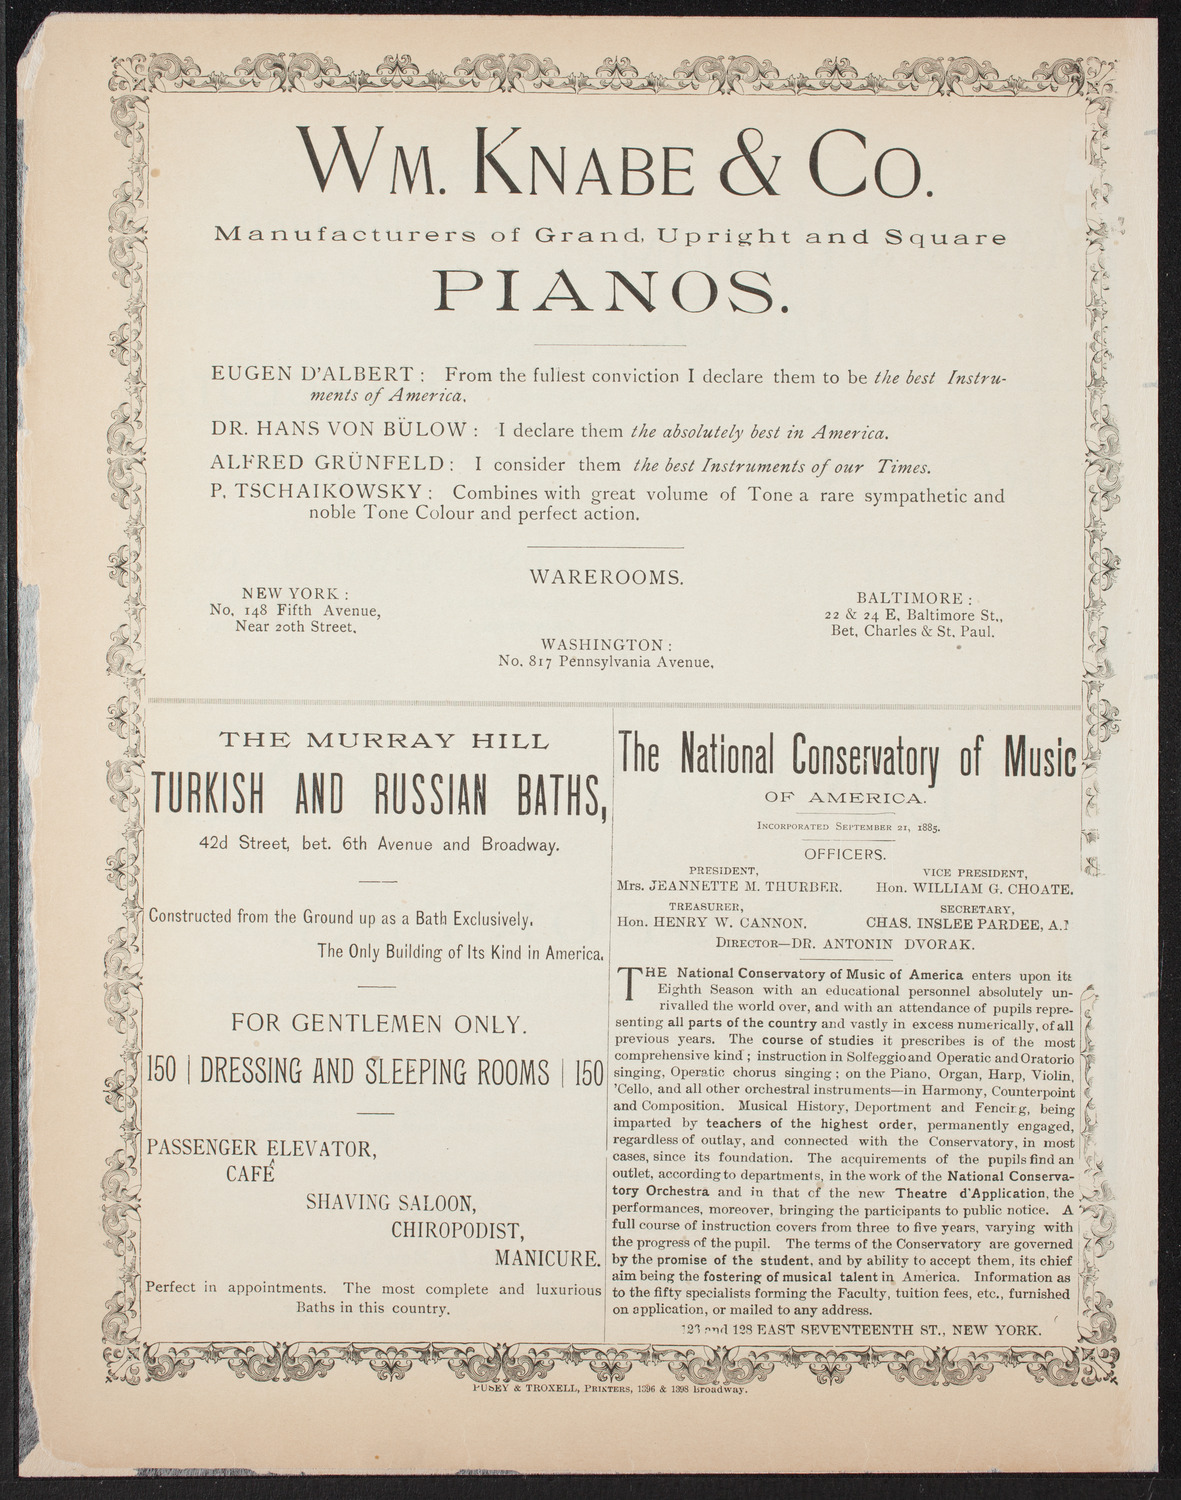 WM. KNABE & CO.
Manufacturers of Grand, Upright and Square
PIANOS.
EUGEN D'ALBERT : From the fullest conviction I declare them to be the best Instru-
ments of America.
DR. HANS VON BÜLOW : I declare them the absolutely best in America.
ALFRED GRÜNFELD : I consider them the best Instruments of our Times.
P. TSCHAIKOWSKY : Combines with great volume of Tone a rare sympathetic and
noble Tone Colour and perfect action.
WAREROOMS.
NEW YORK :
No. 148 Fifth Avenue,
Near 20th Street.
WASHINGTON :
No. 817 Pennsylvania Avenue.
BALTIMORE :
22 & 24 E. Baltimore St.,
Bet. Charles & St. Paul.
THE MURRAY HILL
TURKISH AND RUSSIAN BATHS,
42d Street, bet. 6th Avenue and Broadway.
Constructed from the Ground up as a Bath Exclusively.
The Only Building of Its Kind in America.
FOR GENTLEMEN ONLY.
150 | DRESSING AND SLEEPING ROOMS | 150
PASSENGER ELEVATOR,
CAFÉ
SHAVING SALOON,
CHIROPODIST,
MANICURE.
Perfect in appointments. The most complete and luxurious
Baths in this country.
The National Conservatory of Music
OF AMERICA.
INCORPORATED SEPTEMBER 21, 1885.
OFFICERS.
PRESIDENT,
Mrs. JEANNETTE M. THURBER.
VICE PRESIDENT,
Hon. WILLIAM G. CHOATE.
TREASURER,
Hon. HENRY W. CANNON.
SECRETARY,
CHAS. INSLEE PARDEE, A.
DIRECTOR—DR. ANTONIN DVORAK.
THE National Conservatory of Music of America enters upon its
Eighth Season with an educational personnel absolutely un-
rivalled the world over, and with an attendance of pupils repre-
senting all parts of the country and vastly in excess numerically, of all
previous years. The course of studies it prescribes is of the most
comprehensive kind ; instruction in Solfeggio and Operatic and Oratorio
singing, Operatic chorus singing ; on the Piano, Organ, Harp, Violin,
'Cello, and all other orchestral instruments—in Harmony, Counterpoint
and Composition. Musical History, Deportment and Fencing, being
imparted by teachers of the highest order, permanently engaged,
regardless of outlay, and connected with the Conservatory, in most
cases, since its foundation. The acquirements of the pupils find an
outlet, according to departments, in the work of the National Conserva-
tory Orchestra and in that of the new Theatre d'Application, the
performances, moreover, bringing the participants to public notice. A
full course of instruction covers from three to five years, varying with
the progress of the pupil. The terms of the Conservatory are governed
by the promise of the student, and by ability to accept them, its chief
aim being the fostering of musical talent in America. Information as
to the fifty specialists forming the Faculty, tuition fees, etc., furnished
on application, or mailed to any address.
and 128 EAST SEVENTEENTH ST., NEW YORK.
PUSEY & TROXELL, PRINTERS, 1396 & 1398 Broadway.